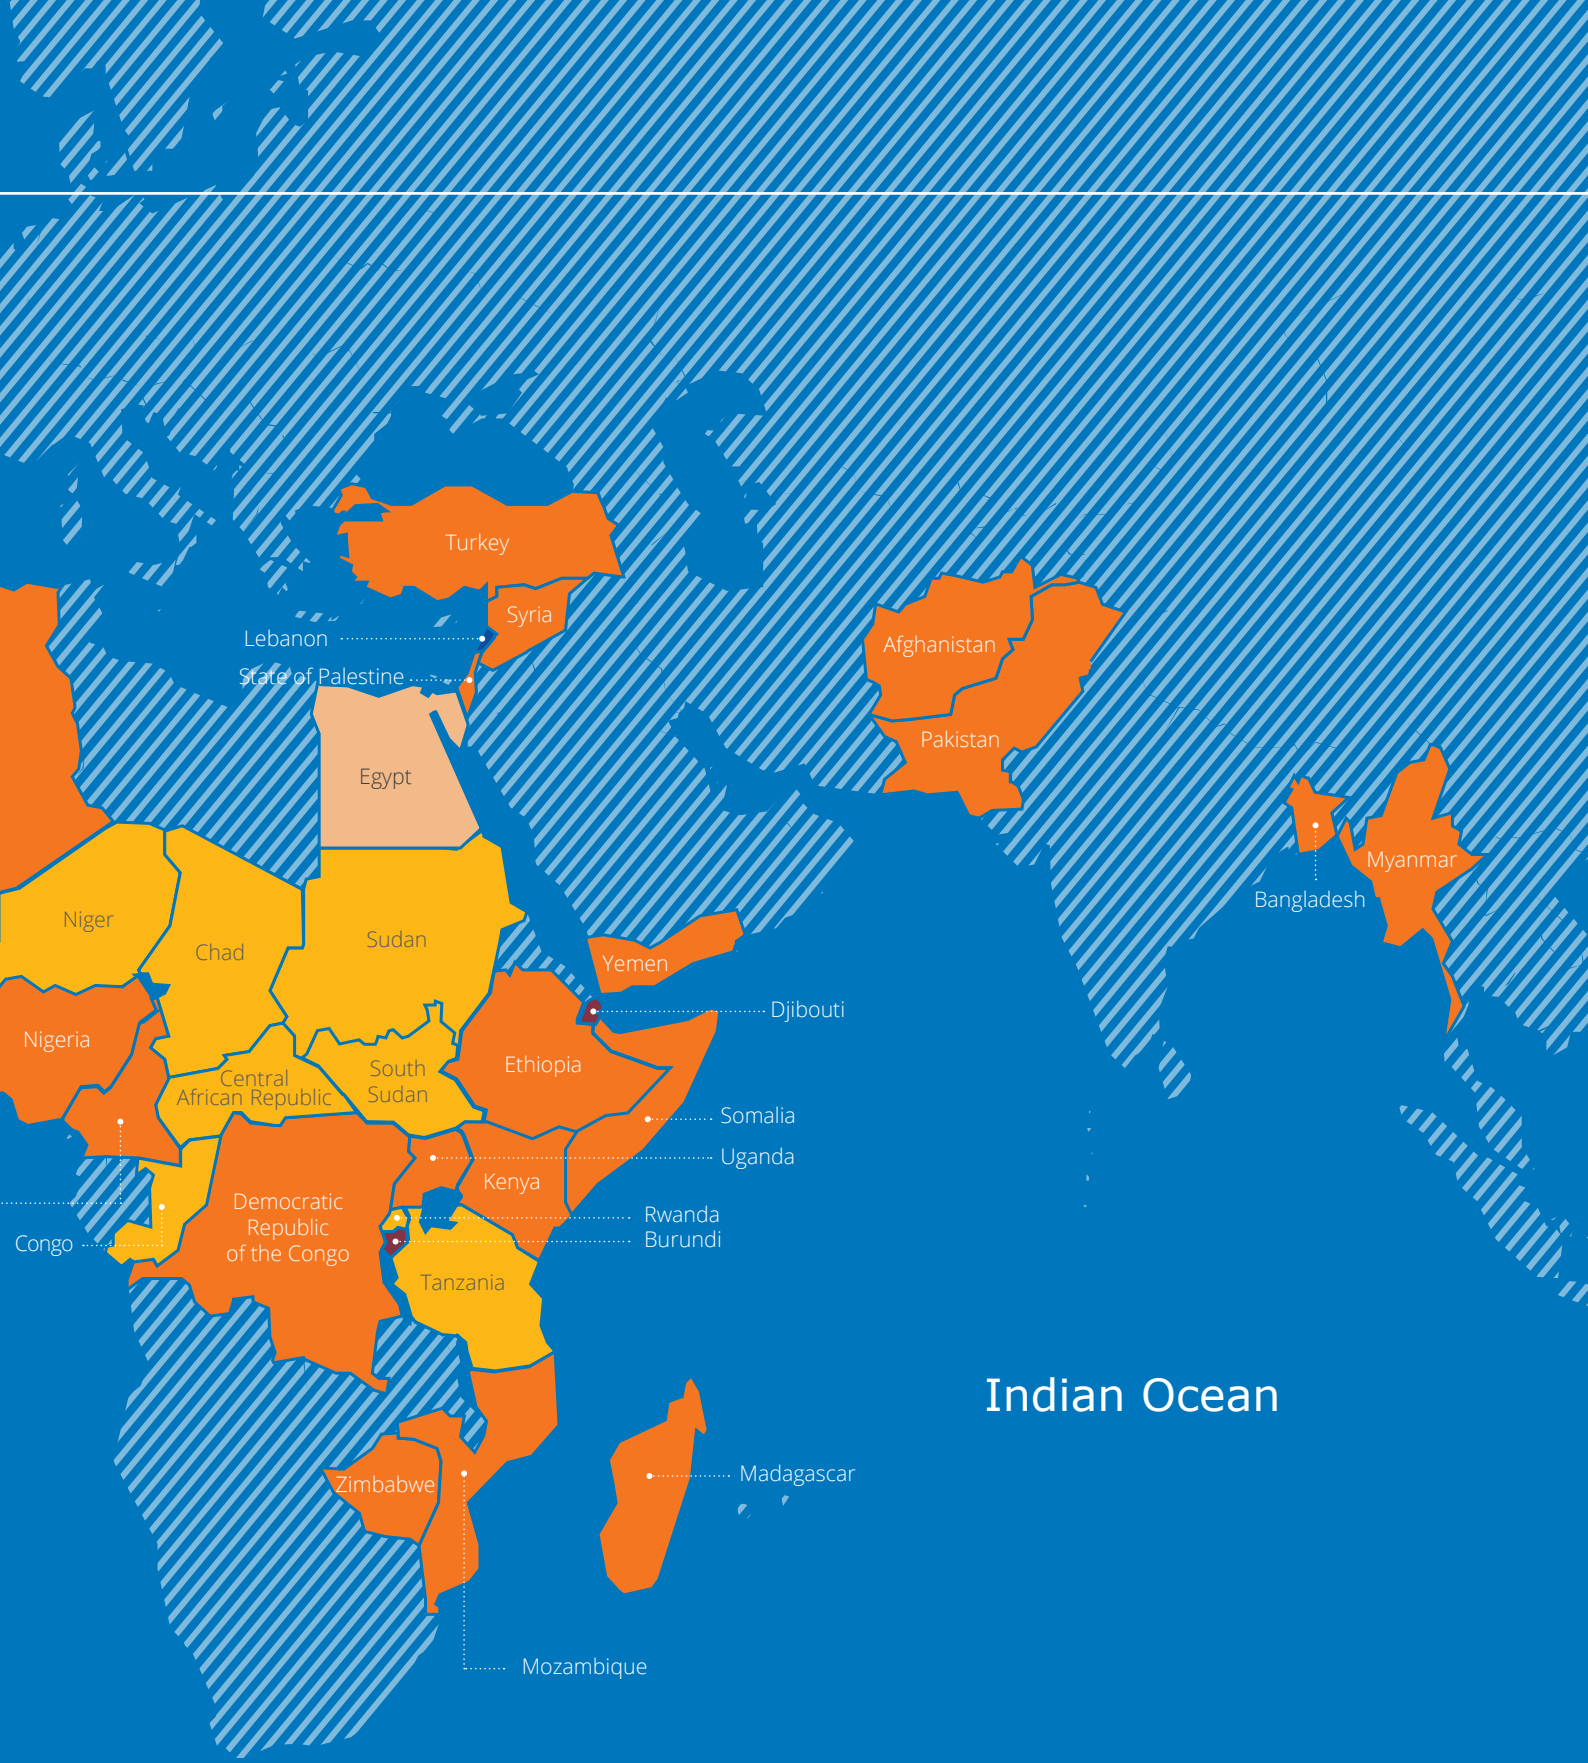 Turkey
Syria
Lebanon
State of Palestine
Afghanistan
Pakistan
Egypt
Bangladesh
Myanmar
Niger
Chad
Sudan
Yemen
Djibouti
Nigeria
Ethiopia
South
Sudan
Central
African Republic
Somalia
Uganda
Kenya
Democratic
Republic
of the Congo
Rwanda
Burundi
Congo
Tanzania
Indian Ocean
Madagascar
Zimbabwe
Mozambique